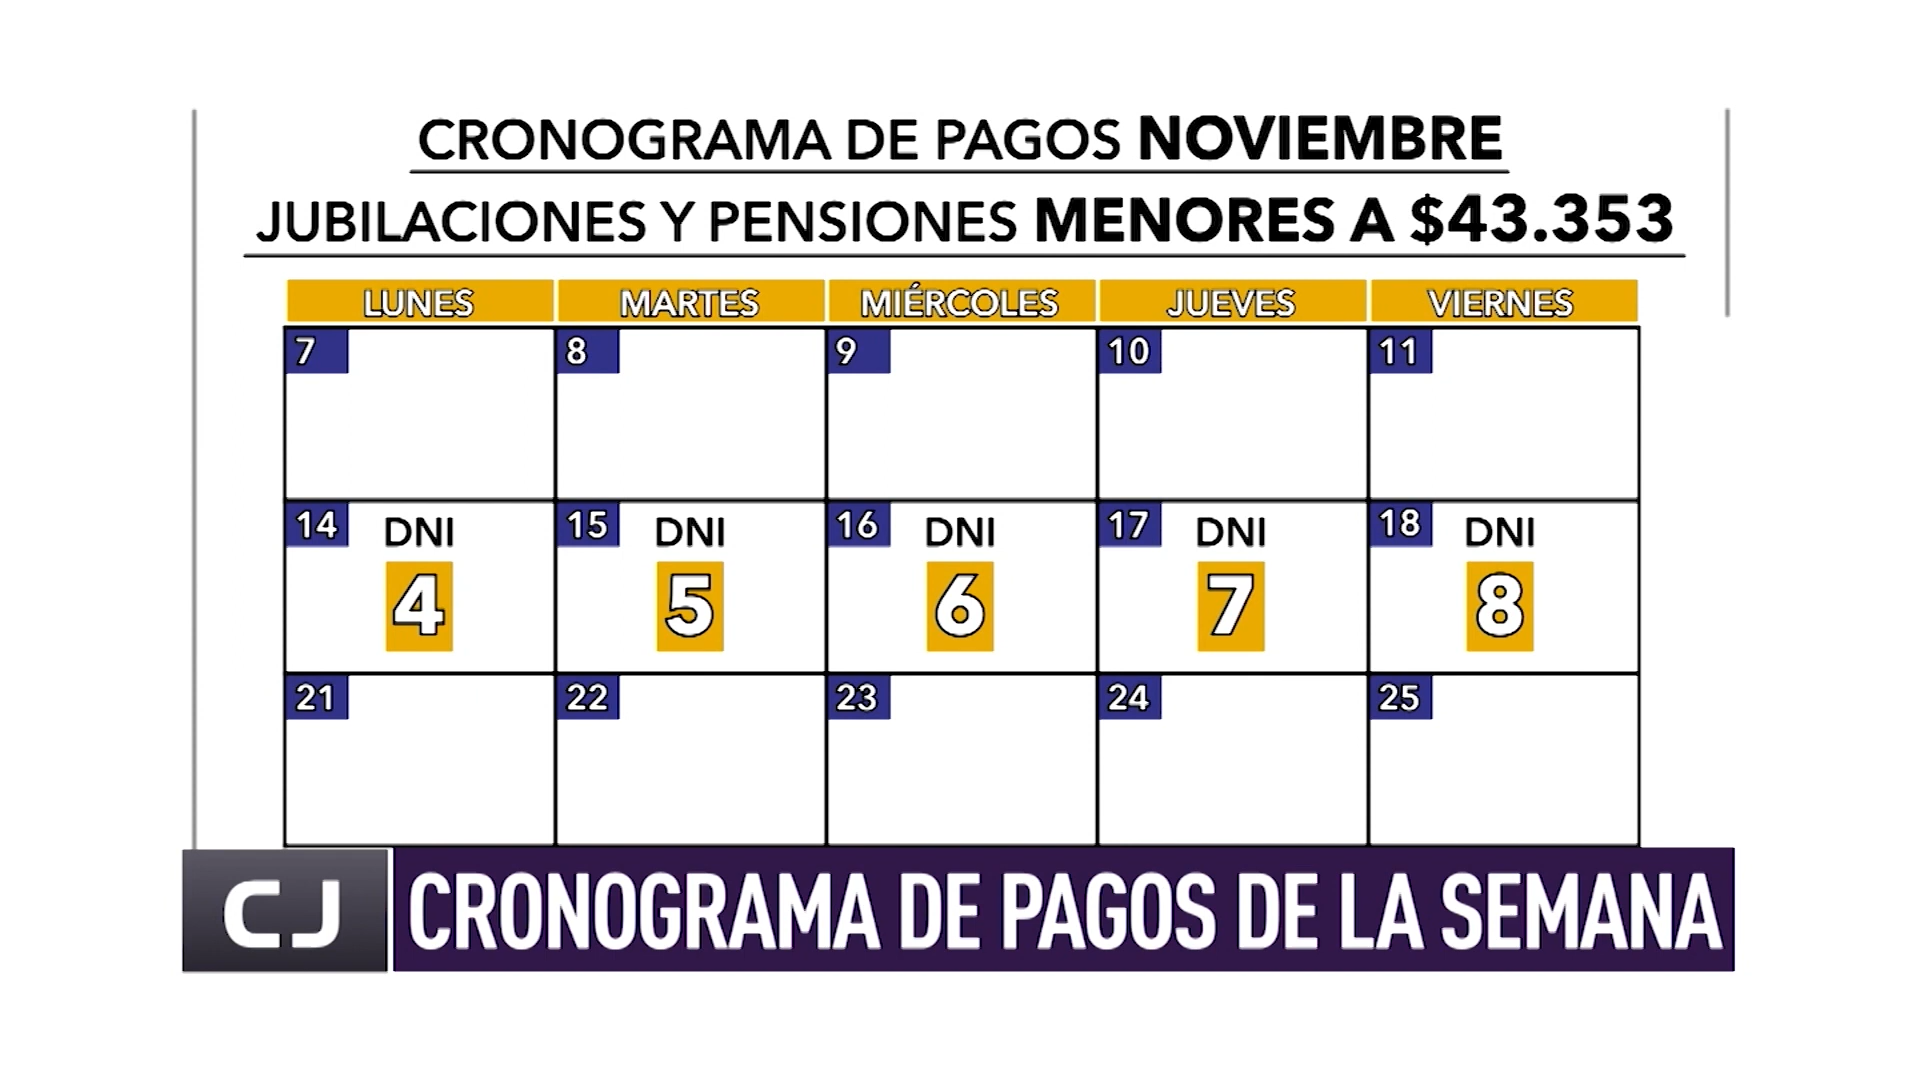 CRONOGRAMA DE PAGOS NOVIEMBRE
JUBILACIONES Y PENSIONES MENORES A $43.353
LUNES MARTES MIÉRCOLES JUEVES VIERNES
7 8 9 10 11
14 DNI 15 DNI 16 DNI 17 DNI 18 DNI
4 5 6 7 8
21 22 23 24 25
CJ CRONOGRAMA DE PAGOS DE LA SEMANA